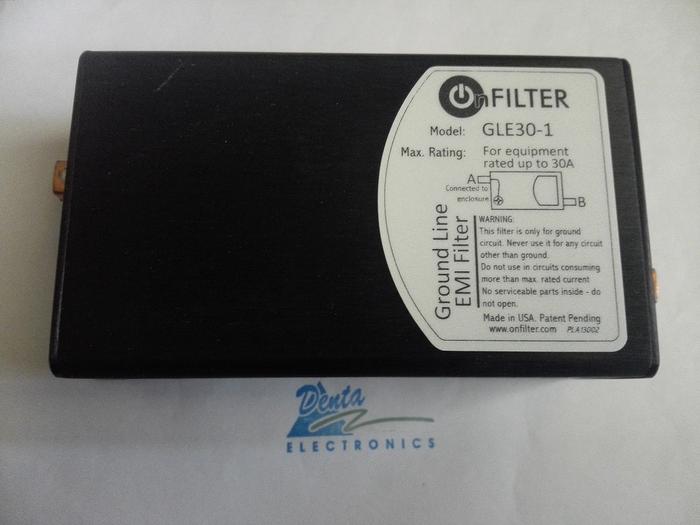 OnFILTER
Model: GLE30-1
Max. Rating: For equipment
rated up to 30A
A
Connected to
enclosure
B
Ground Line
EMI Filter
WARNING:
This filter is only for ground
circuit. Never use it for any circuit
other than ground.
Do not use in circuits consuming
more than max. rated current
No serviceable parts inside - do
not open.
Made in USA. Patent Pending
www.onfilter.com PLA13002
Denta
ELECTRONICS